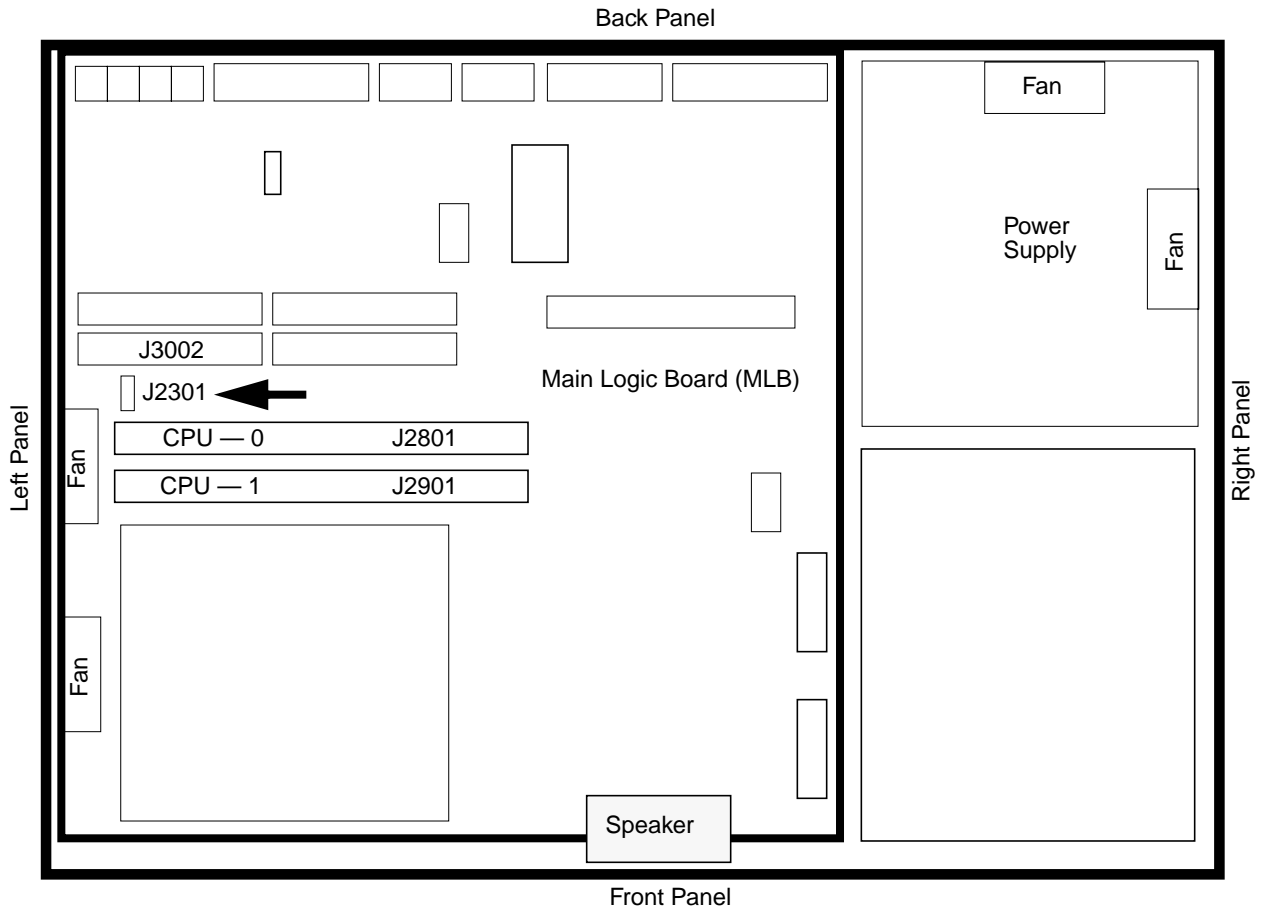 Back Panel
Fan
Power
Supply
Fan
J3002
Main Logic Board (MLB)
J2301
Left Panel
Right Panel
Fan
CPU — 0 J2801
CPU — 1 J2901
Fan
Speaker
Front Panel